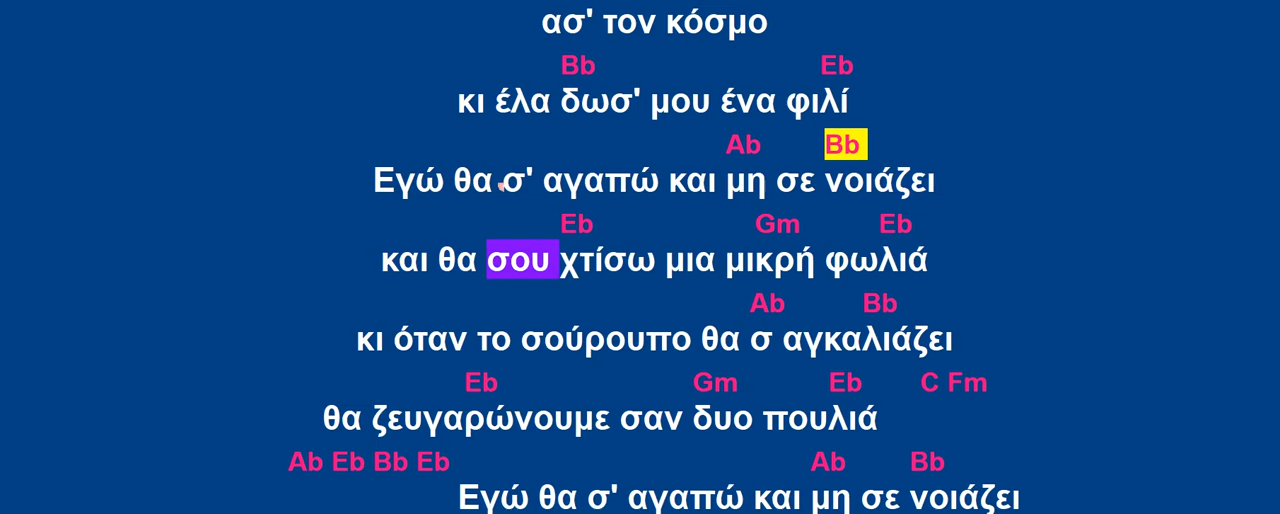 ασ' τον κόσμο
Bb Eb
κι έλα δωσ' μου ένα φιλί
Ab Bb
Εγώ θα σ' αγαπώ και μη σε νοιάζει
Eb Gm Eb
και θα σου χτίσω μια μικρή φωλιά
Ab Bb
κι όταν το σούρουπο θα σ αγκαλιάζει
Eb Gm Eb C Fm
θα ζευγαρώνουμε σαν δυο πουλιά
Ab Eb Bb Eb Ab Bb
Εγώ θα σ' αγαπώ και μη σε νοιάζει